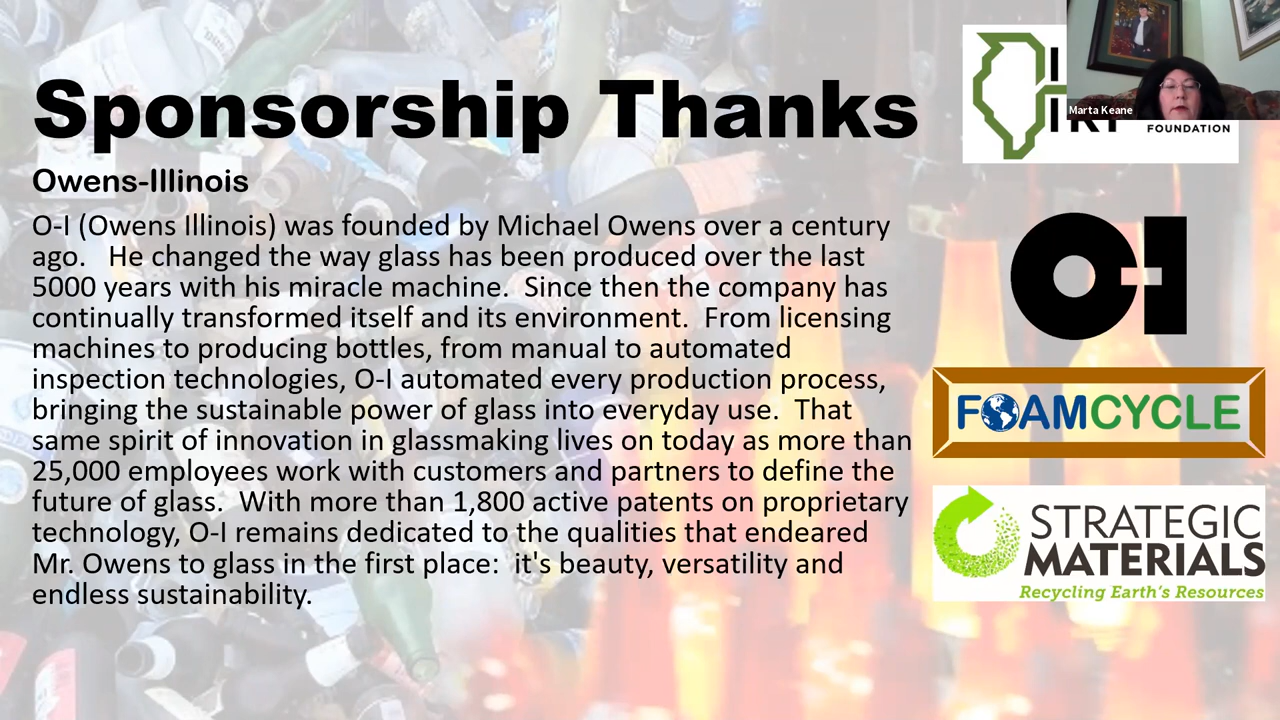 Sponsorship Thanks
Owens-Illinois
O-I (Owens Illinois) was founded by Michael Owens over a century
ago. He changed the way glass has been produced over the last
5000 years with his miracle machine. Since then the company has
continually transformed itself and its environment. From licensing
machines to producing bottles, from manual to automated
inspection technologies, O-I automated every production process,
bringing the sustainable power of glass into everyday use. That
same spirit of innovation in glassmaking lives on today as more than
25,000 employees work with customers and partners to define the
future of glass. With more than 1,800 active patents on proprietary
technology, O-I remains dedicated to the qualities that endeared
Mr. Owens to glass in the first place: it's beauty, versatility and
endless sustainability.
Marta Keane
FOUNDATION
O-I
FOAMCYCLE
STRATEGIC
MATERIALS
Recycling Earth's Resources